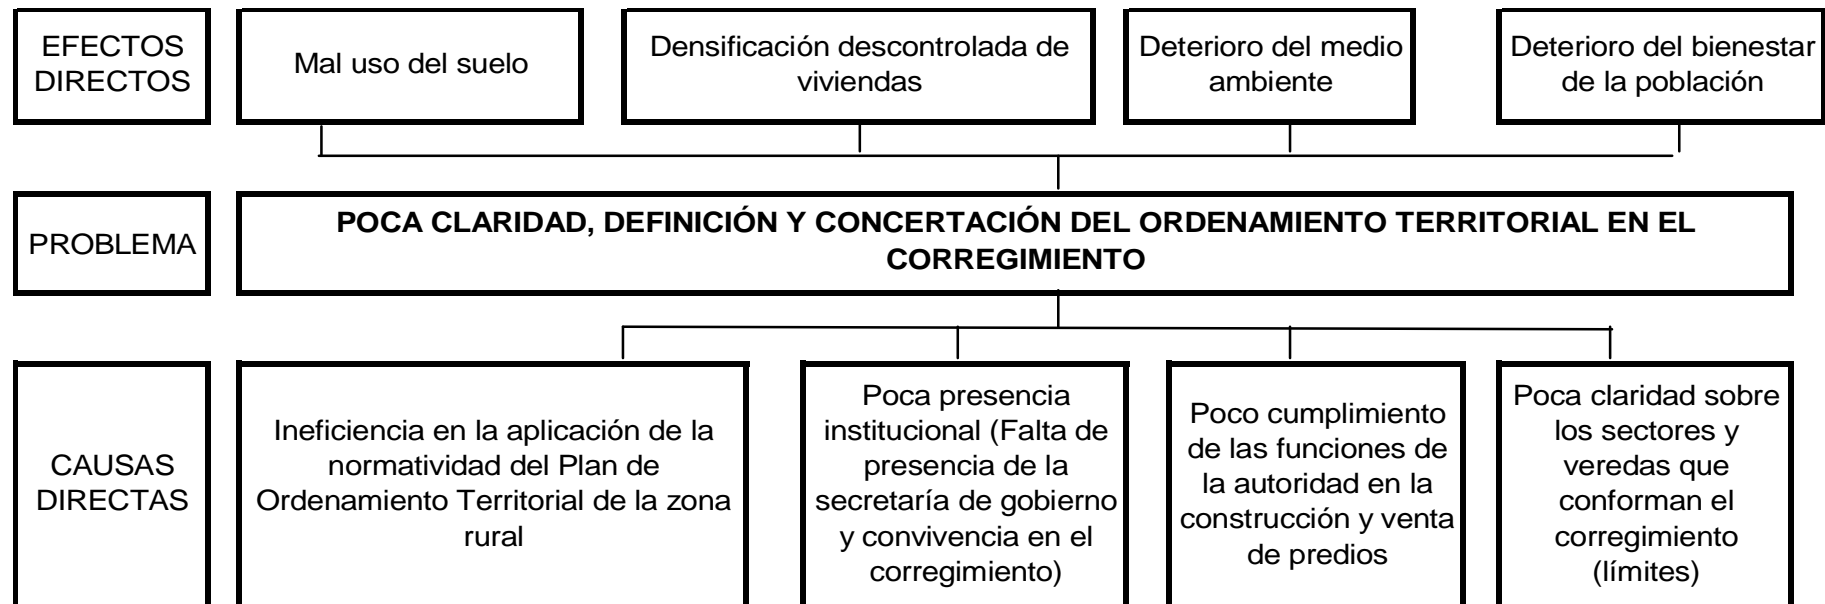 EFECTOS
DIRECTOS
Mal uso del suelo
Densificación descontrolada de
viviendas
Deterioro del medio
ambiente
Deterioro del bienestar
de la población
PROBLEMA
POCA CLARIDAD, DEFINICIÓN Y CONCERTACIÓN DEL ORDENAMIENTO TERRITORIAL EN EL
CORREGIMIENTO
CAUSAS
DIRECTAS
Ineficiencia en la aplicación de la
normatividad del Plan de
Ordenamiento Territorial de la zona
rural
Poca presencia
institucional (Falta de
presencia de la
secretaría de gobierno
y convivencia en el
corregimiento)
Poco cumplimiento
de las funciones de
la autoridad en la
construcción y venta
de predios
Poca claridad sobre
los sectores y
veredas que
conforman el
corregimiento
(límites)